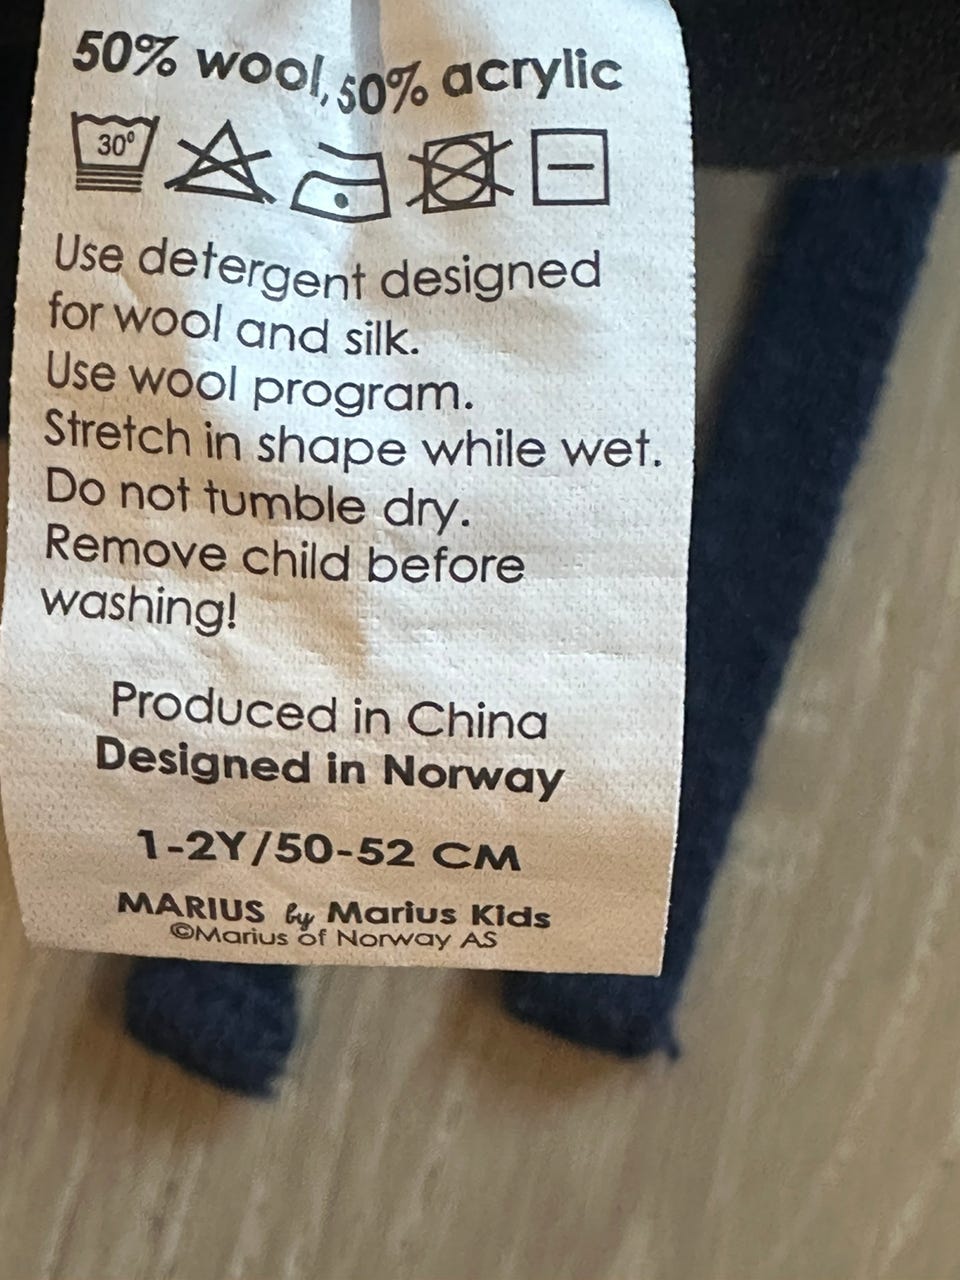 50% wool, 50% acrylic
30°
Use detergent designed
for wool and silk.
Use wool program.
Stretch in shape while wet.
Do not tumble dry.
Remove child before
washing!
Produced in China
Designed in Norway
1-2Y/50-52 CM
MARIUS by Marius Kids
©Marius of Norway AS